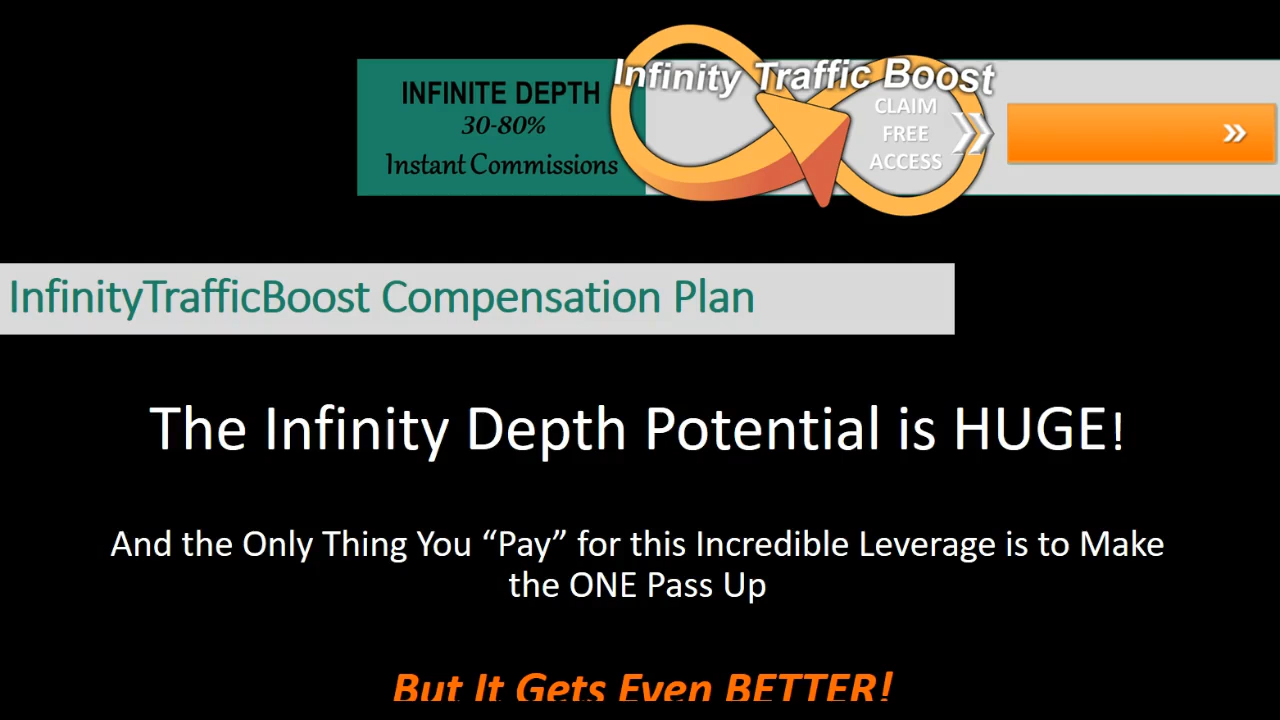 INFINITE DEPTH
30-80%
Instant Commissions
Infinity Traffic Boost
CLAIM
FREE
ACCESS
InfinityTrafficBoost Compensation Plan
The Infinity Depth Potential is HUGE!
And the Only Thing You “Pay” for this Incredible Leverage is to Make
the ONE Pass Up
But It Gets Even BETTER!